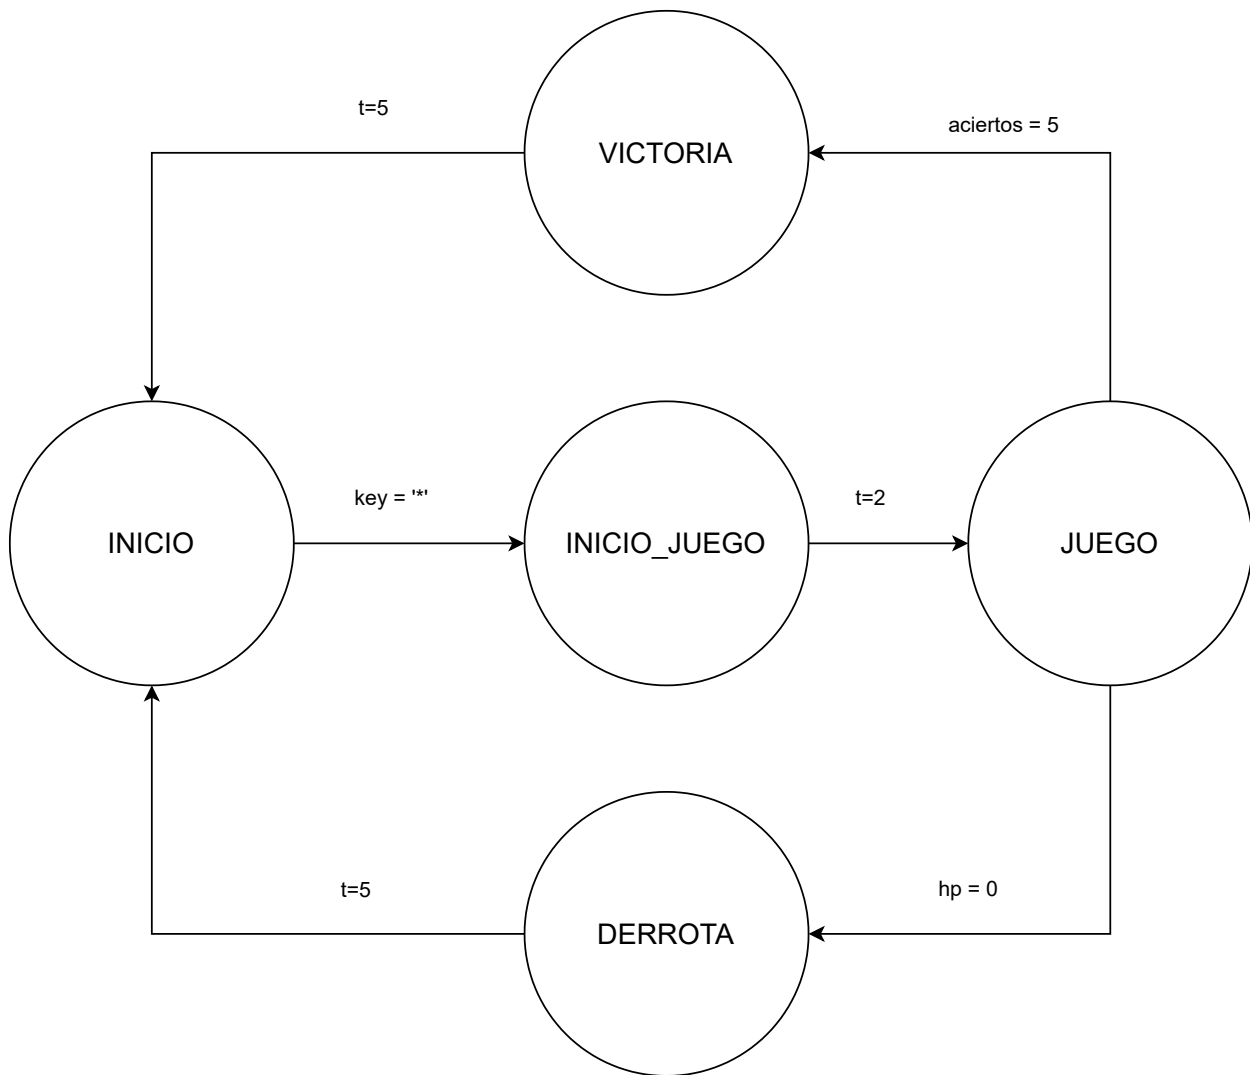 t=5
aciertos = 5
VICTORIA
key = '*'
t=2
INICIO
INICIO_JUEGO
JUEGO
t=5
hp = 0
DERROTA